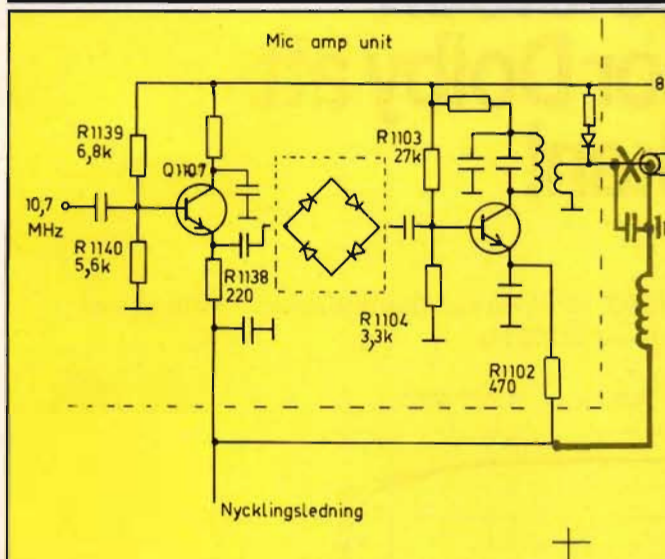 Mic amp unit
8
R1139
6,8k
Q1107
R1103
27k
10,7
MHz
R1140
5,6k
R1138
220
R1104
3,3k
R1102
470
Nycklingsledning